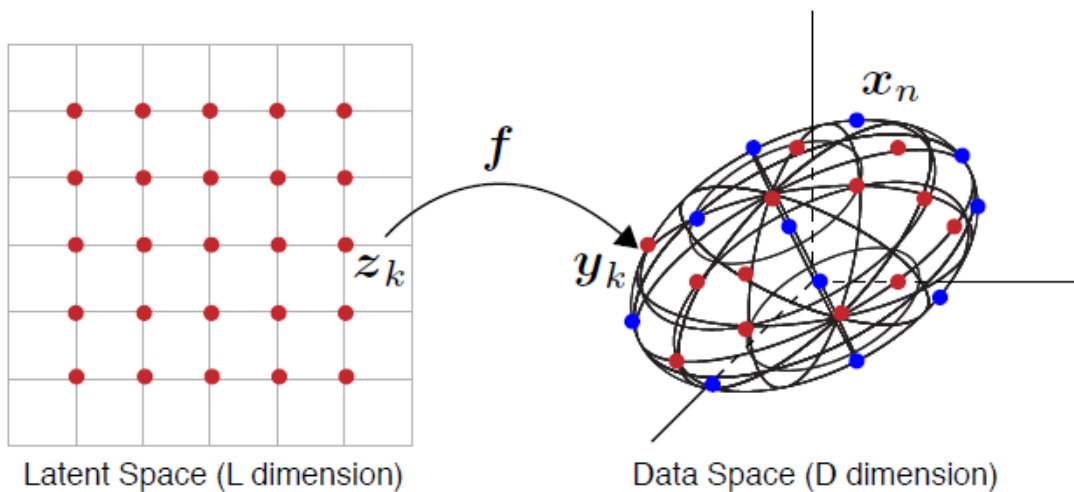 x_n
f
z_k
y_k
Latent Space (L dimension)
Data Space (D dimension)